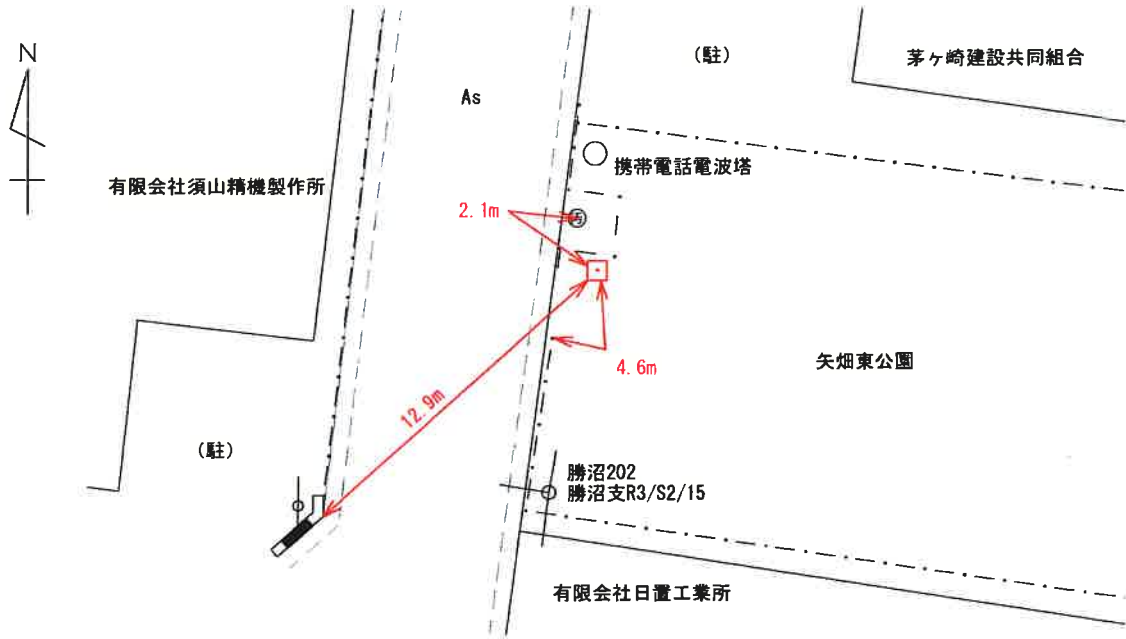 N
(駐)
茅ヶ崎建設共同組合
As
携帯電話電波塔
有限会社須山精機製作所
2.1m
4.6m
矢畑東公園
12.9m
(駐)
勝沼202
勝沼支R3/S2/15
有限会社日置工業所